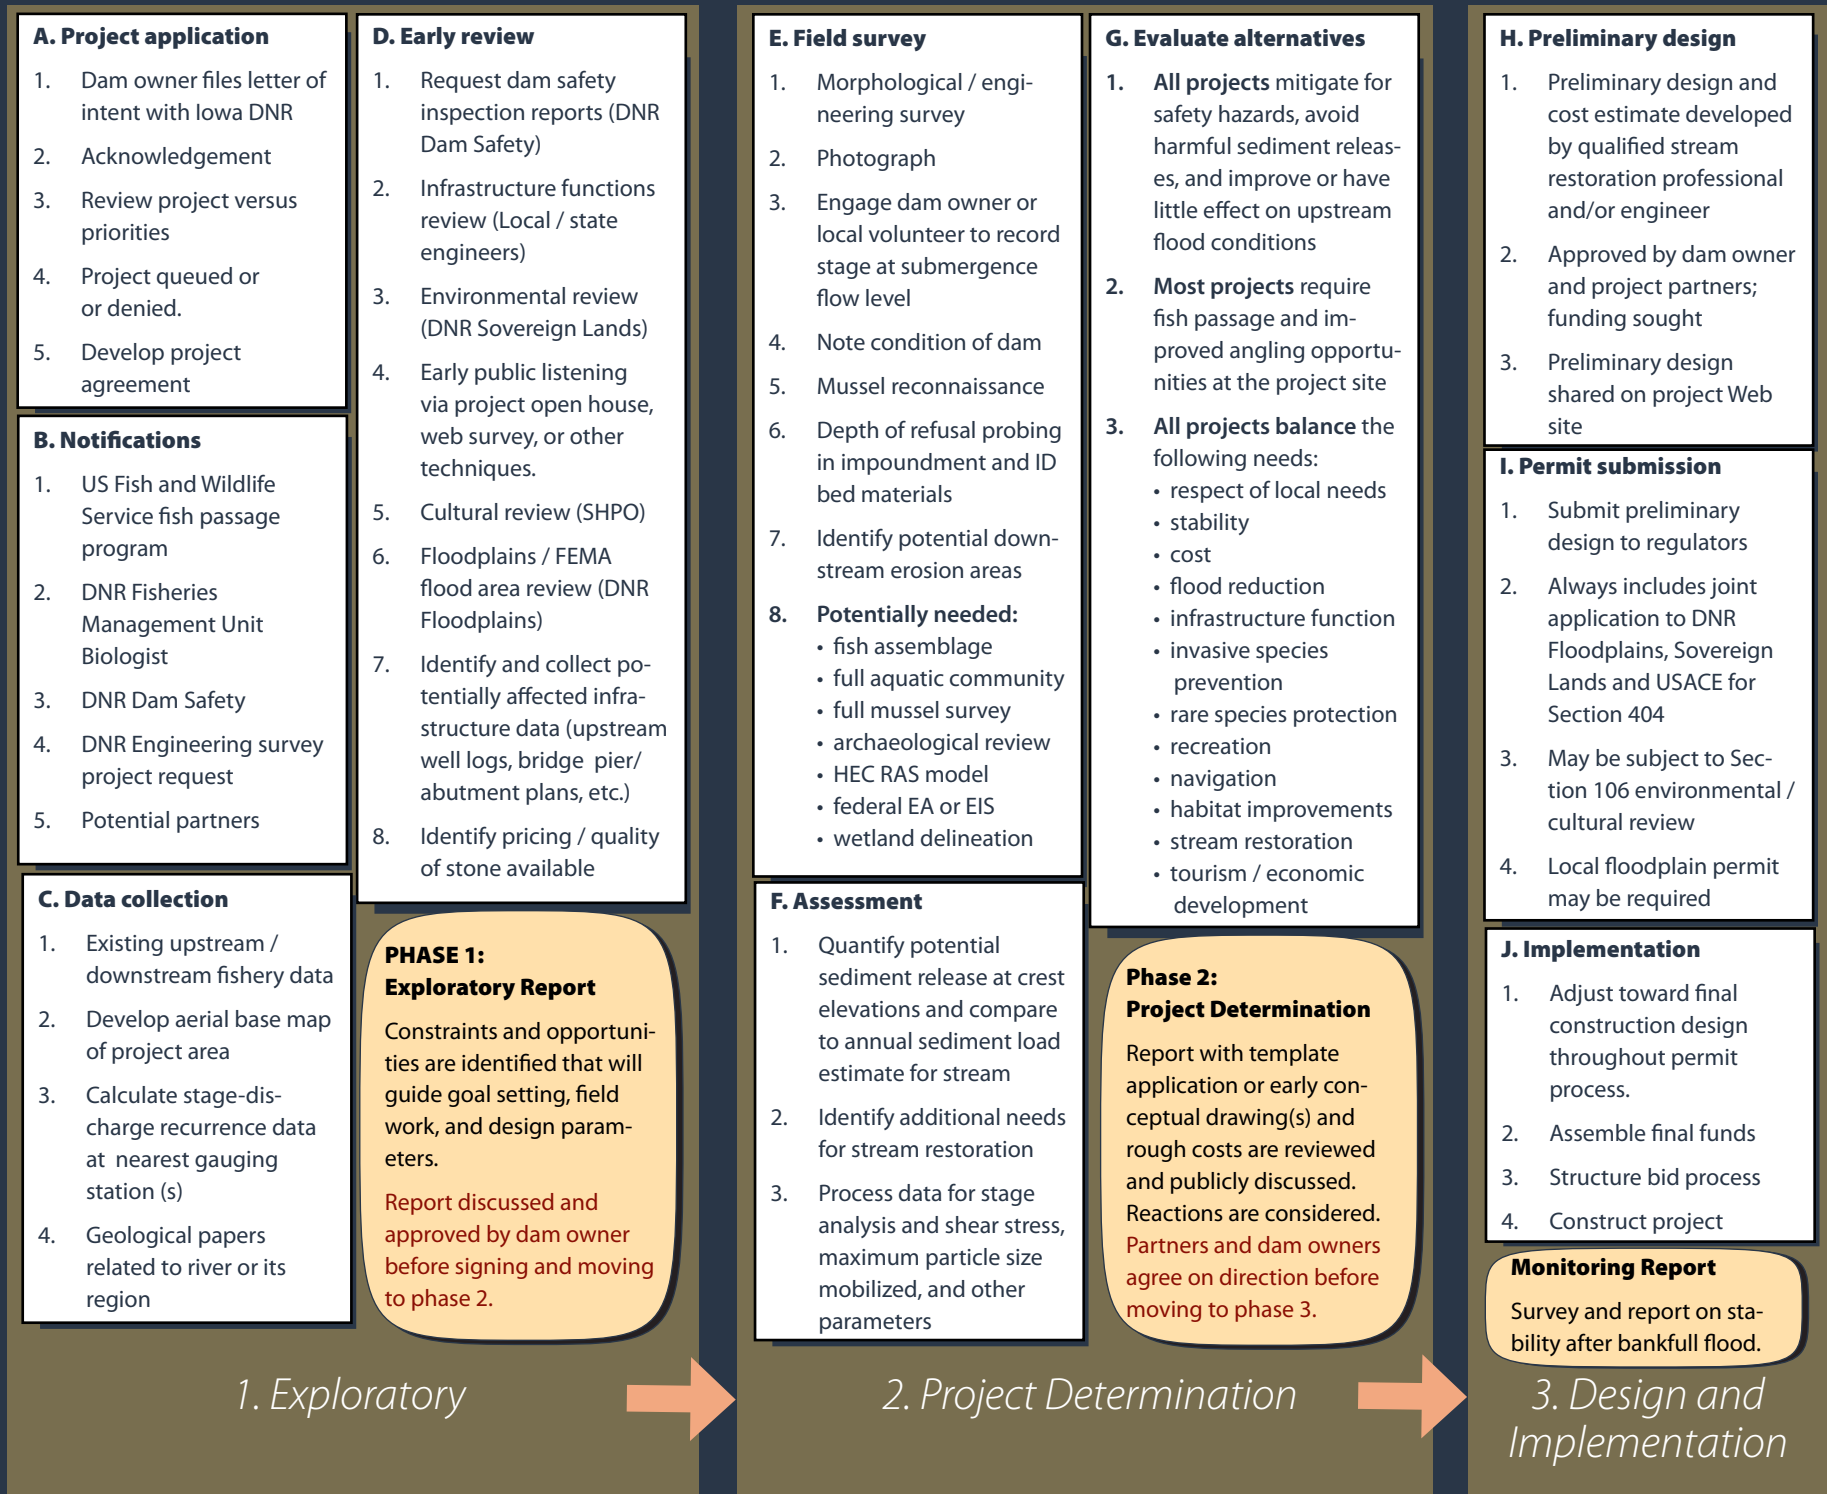 A. Project application
1. Dam owner files letter of
intent with Iowa DNR
2. Acknowledgement
3. Review project versus
priorities
4. Project queued or
or denied.
5. Develop project
agreement
B. Notifications
1. US Fish and Wildlife
Service fish passage
program
2. DNR Fisheries
Management Unit
Biologist
3. DNR Dam Safety
4. DNR Engineering survey
project request
5. Potential partners
C. Data collection
1. Existing upstream /
downstream fishery data
2. Develop aerial base map
of project area
3. Calculate stage-dis-
charge recurrence data
at nearest gauging
station (s)
4. Geological papers
related to river or its
region
D. Early review
1. Request dam safety
inspection reports (DNR
Dam Safety)
2. Infrastructure functions
review (Local / state
engineers)
3. Environmental review
(DNR Sovereign Lands)
4. Early public listening
via project open house,
web survey, or other
techniques.
5. Cultural review (SHPO)
6. Floodplains / FEMA
flood area review (DNR
Floodplains)
7. Identify and collect po-
tentially affected infra-
structure data (upstream
well logs, bridge pier/
abutment plans, etc.)
8. Identify pricing / quality
of stone available
PHASE 1:
Exploratory Report
Constraints and opportuni-
ties are identified that will
guide goal setting, field
work, and design param-
eters.
Report discussed and
approved by dam owner
before signing and moving
to phase 2.
1. Exploratory
E. Field survey
1. Morphological / engi-
neering survey
2. Photograph
3. Engage dam owner or
local volunteer to record
stage at submergence
flow level
4. Note condition of dam
5. Mussel reconnaissance
6. Depth of refusal probing
in impoundment and ID
bed materials
7. Identify potential down-
stream erosion areas
8. Potentially needed:
• fish assemblage
• full aquatic community
• full mussel survey
• archaeological review
• HEC RAS model
• federal EA or EIS
• wetland delineation
F. Assessment
1. Quantify potential
sediment release at crest
elevations and compare
to annual sediment load
estimate for stream
2. Identify additional needs
for stream restoration
3. Process data for stage
analysis and shear stress,
maximum particle size
mobilized, and other
parameters
G. Evaluate alternatives
1. All projects mitigate for
safety hazards, avoid
harmful sediment releas-
es, and improve or have
little effect on upstream
flood conditions
2. Most projects require
fish passage and im-
proved angling opportu-
nities at the project site
3. All projects balance the
following needs:
• respect of local needs
• stability
• cost
• flood reduction
• infrastructure function
• invasive species
prevention
• rare species protection
• recreation
• navigation
• habitat improvements
• stream restoration
• tourism / economic
development
Phase 2:
Project Determination
Report with template
application or early con-
ceptual drawing(s) and
rough costs are reviewed
and publicly discussed.
Reactions are considered.
Partners and dam owners
agree on direction before
moving to phase 3.
2. Project Determination
H. Preliminary design
1. Preliminary design and
cost estimate developed
by qualified stream
restoration professional
and/or engineer
2. Approved by dam owner
and project partners;
funding sought
3. Preliminary design
shared on project Web
site
I. Permit submission
1. Submit preliminary
design to regulators
2. Always includes joint
application to DNR
Floodplains, Sovereign
Lands and USACE for
Section 404
3. May be subject to Sec-
tion 106 environmental /
cultural review
4. Local floodplain permit
may be required
J. Implementation
1. Adjust toward final
construction design
throughout permit
process.
2. Assemble final funds
3. Structure bid process
4. Construct project
Monitoring Report
Survey and report on sta-
bility after bankfull flood.
3. Design and
Implementation